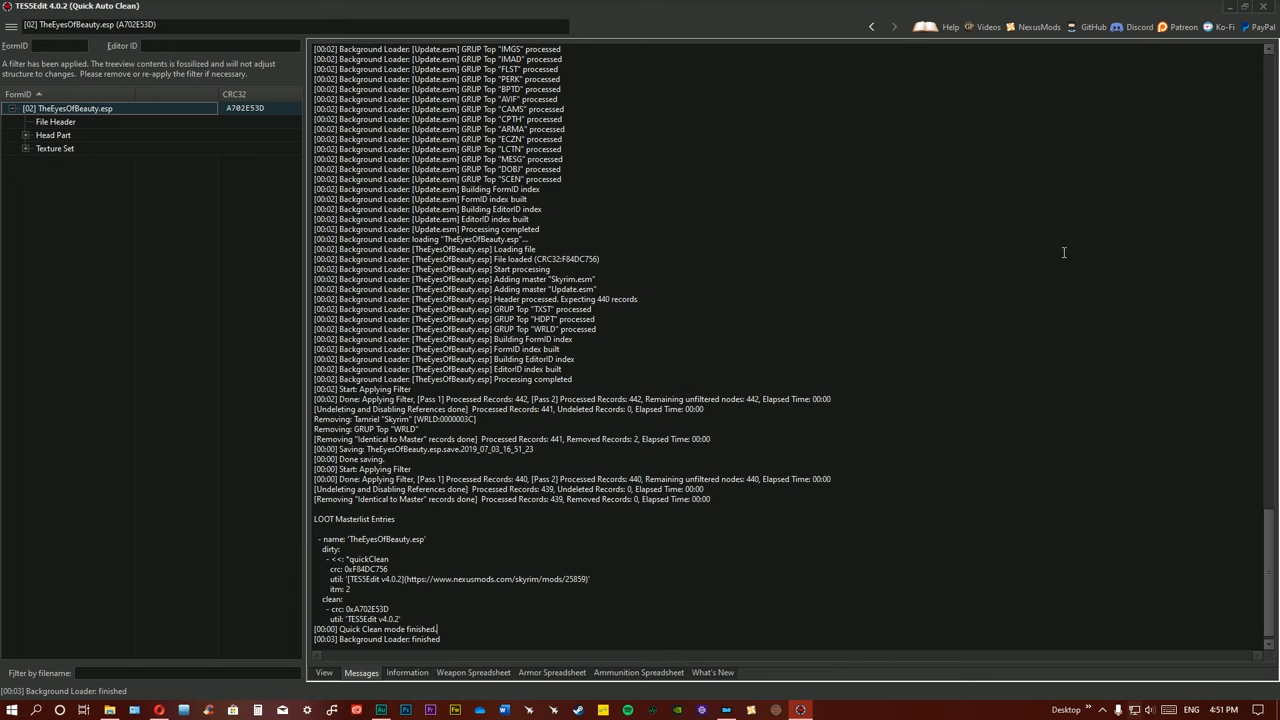 TES5Edit 4.0.2 (Quick Auto Clean)
[02] TheEyesOfBeauty.esp (A702E53D)
Help Videos NexusMods GitHub Discord Patreon Ko-Fi PayPal
FormID Editor ID
A filter has been applied. The treeview contents is fossilized and will not adjust
structure to changes. Please remove or re-apply the filter if necessary.
FormID CRC32
[02] TheEyesOfBeauty.esp A702E53D
File Header
Head Part
Texture Set
[00:02] Background Loader: [Update.esm] GRUP Top "IMGS" processed
[00:02] Background Loader: [Update.esm] GRUP Top "IMAD" processed
[00:02] Background Loader: [Update.esm] GRUP Top "FLST" processed
[00:02] Background Loader: [Update.esm] GRUP Top "PERK" processed
[00:02] Background Loader: [Update.esm] GRUP Top "BPTD" processed
[00:02] Background Loader: [Update.esm] GRUP Top "AVIF" processed
[00:02] Background Loader: [Update.esm] GRUP Top "CAMS" processed
[00:02] Background Loader: [Update.esm] GRUP Top "CPTH" processed
[00:02] Background Loader: [Update.esm] GRUP Top "ARMA" processed
[00:02] Background Loader: [Update.esm] GRUP Top "ECZN" processed
[00:02] Background Loader: [Update.esm] GRUP Top "LCTN" processed
[00:02] Background Loader: [Update.esm] GRUP Top "MESG" processed
[00:02] Background Loader: [Update.esm] GRUP Top "DOBJ" processed
[00:02] Background Loader: [Update.esm] GRUP Top "SCEN" processed
[00:02] Background Loader: [Update.esm] Building FormID index
[00:02] Background Loader: [Update.esm] FormID index built
[00:02] Background Loader: [Update.esm] Building EditorID index
[00:02] Background Loader: [Update.esm] EditorID index built
[00:02] Background Loader: [Update.esm] Processing completed
[00:02] Background Loader: loading "TheEyesOfBeauty.esp"...
[00:02] Background Loader: [TheEyesOfBeauty.esp] Loading file
[00:02] Background Loader: [TheEyesOfBeauty.esp] File loaded (CRC32:F84DC756)
[00:02] Background Loader: [TheEyesOfBeauty.esp] Start processing
[00:02] Background Loader: [TheEyesOfBeauty.esp] Adding master "Skyrim.esm"
[00:02] Background Loader: [TheEyesOfBeauty.esp] Adding master "Update.esm"
[00:02] Background Loader: [TheEyesOfBeauty.esp] Header processed. Expecting 440 records
[00:02] Background Loader: [TheEyesOfBeauty.esp] GRUP Top "TXST" processed
[00:02] Background Loader: [TheEyesOfBeauty.esp] GRUP Top "HDPT" processed
[00:02] Background Loader: [TheEyesOfBeauty.esp] GRUP Top "WRLD" processed
[00:02] Background Loader: [TheEyesOfBeauty.esp] Building FormID index
[00:02] Background Loader: [TheEyesOfBeauty.esp] FormID index built
[00:02] Background Loader: [TheEyesOfBeauty.esp] Building EditorID index
[00:02] Background Loader: [TheEyesOfBeauty.esp] EditorID index built
[00:02] Background Loader: [TheEyesOfBeauty.esp] Processing completed
[00:02] Start: Applying Filter
[00:02] Done: Applying Filter, [Pass 1] Processed Records: 442, [Pass 2] Processed Records: 442, Remaining unfiltered nodes: 442, Elapsed Time: 00:00
[Undeleting and Disabling References done] Processed Records: 441, Undeleted Records: 0, Elapsed Time: 00:00
Removing: Tamriel "Skyrim" [WRLD:0000003C]
Removing: GRUP Top "WRLD"
[Removing "Identical to Master" records done] Processed Records: 441, Removed Records: 2, Elapsed Time: 00:00
[00:00] Saving: TheEyesOfBeauty.esp.save.2019_07_03_16_51_23
[00:00] Done saving.
[00:00] Start: Applying Filter
[00:00] Done: Applying Filter, [Pass 1] Processed Records: 440, [Pass 2] Processed Records: 440, Remaining unfiltered nodes: 440, Elapsed Time: 00:00
[Undeleting and Disabling References done] Processed Records: 439, Undeleted Records: 0, Elapsed Time: 00:00
[Removing "Identical to Master" records done] Processed Records: 439, Removed Records: 0, Elapsed Time: 00:00
LOOT Masterlist Entries
- name: 'TheEyesOfBeauty.esp'
dirty:
- <<: *quickClean
crc: 0xF84DC756
util: '[TES5Edit v4.0.2](https://www.nexusmods.com/skyrim/mods/25859)'
itm: 2
clean:
- crc: 0xA702E53D
util: 'TES5Edit v4.0.2'
[00:00] Quick Clean mode finished.
[00:03] Background Loader: finished
Filter by filename:
View Messages Information Weapon Spreadsheet Armor Spreadsheet Ammunition Spreadsheet What's New
[00:03] Background Loader: finished
Desktop ENG 4:51 PM